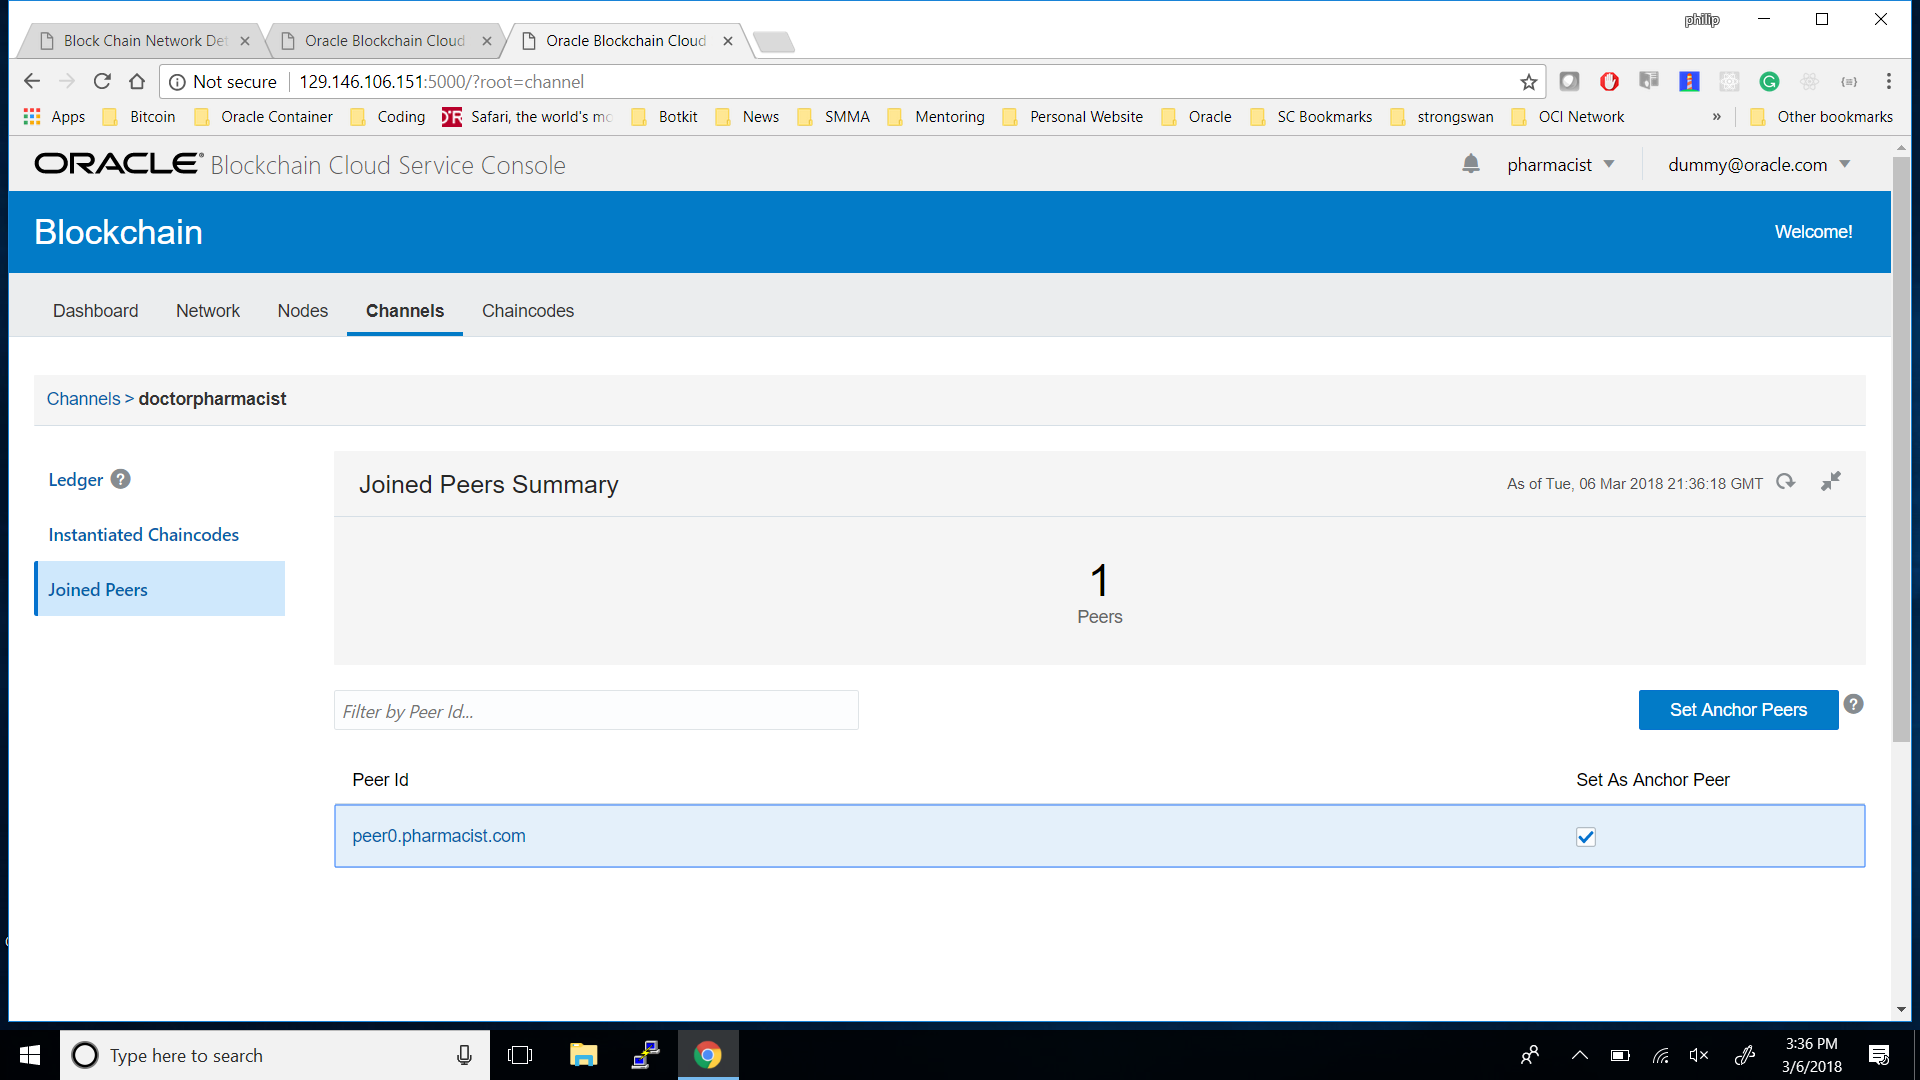 philip
Block Chain Network Det
Oracle Blockchain Cloud
Oracle Blockchain Cloud
Not secure
129.146.106.151:5000/?root=channel
Apps
Bitcoin
Oracle Container
Coding
Safari, the world's mo
Botkit
News
SMMA
Mentoring
Personal Website
Oracle
SC Bookmarks
strongswan
OCI Network
»
Other bookmarks
ORACLE® Blockchain Cloud Service Console
pharmacist
dummy@oracle.com
Blockchain
Welcome!
Dashboard
Network
Nodes
Channels
Chaincodes
Channels > doctorpharmacist
Ledger ?
Instantiated Chaincodes
Joined Peers
Joined Peers Summary
As of Tue, 06 Mar 2018 21:36:18 GMT
1
Peers
Filter by Peer Id...
Set Anchor Peers
?
Peer Id
Set As Anchor Peer
peer0.pharmacist.com
Type here to search
3:36 PM
3/6/2018